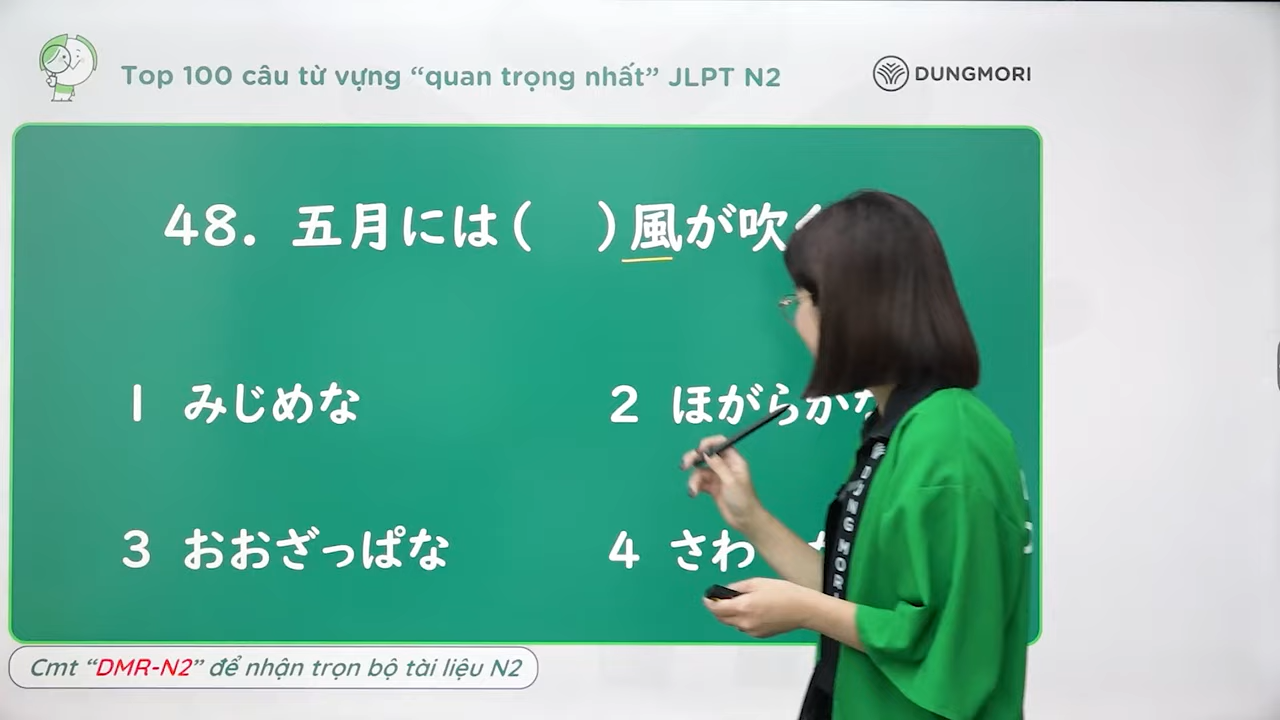 Top 100 câu từ vựng “quan trọng nhất” JLPT N2
DUNGMORI
48. 五月には( )風が吹
1 みじめな
2 ほがらかな
3 おおざっぱな
4 さわ
Cmt “DMR-N2” để nhận trọn bộ tài liệu N2